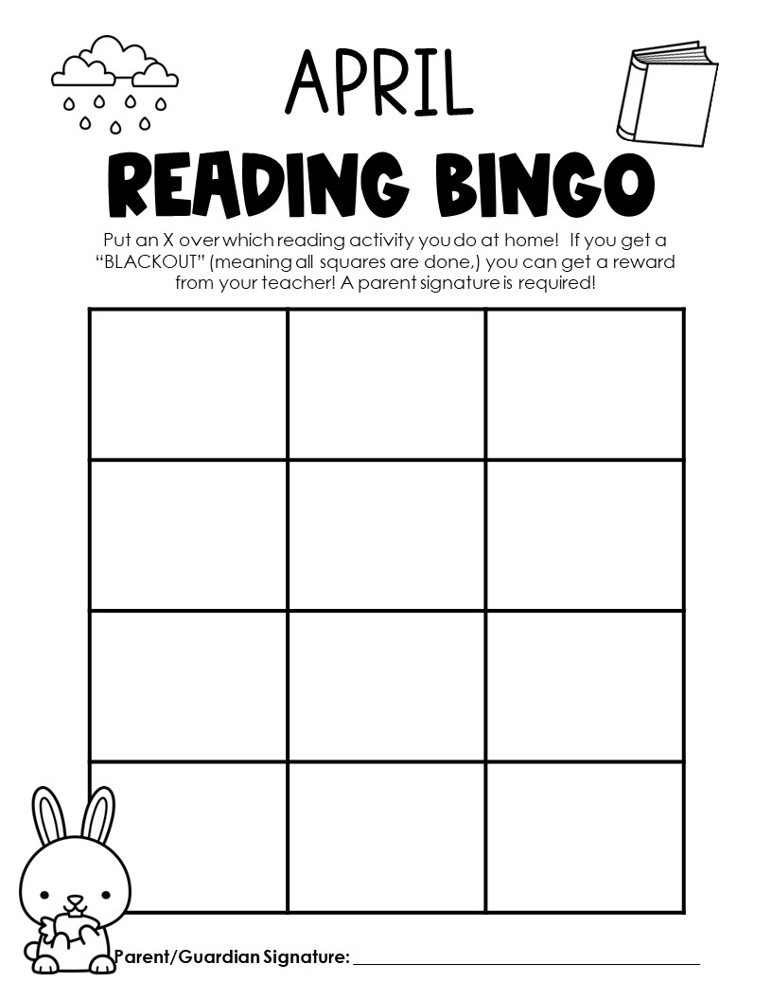 APRIL
READING BINGO
Put an X over which reading activity you do at home! If you get a
“BLACKOUT” (meaning all squares are done,) you can get a reward
from your teacher! A parent signature is required!
Parent/Guardian Signature: ___________________________________